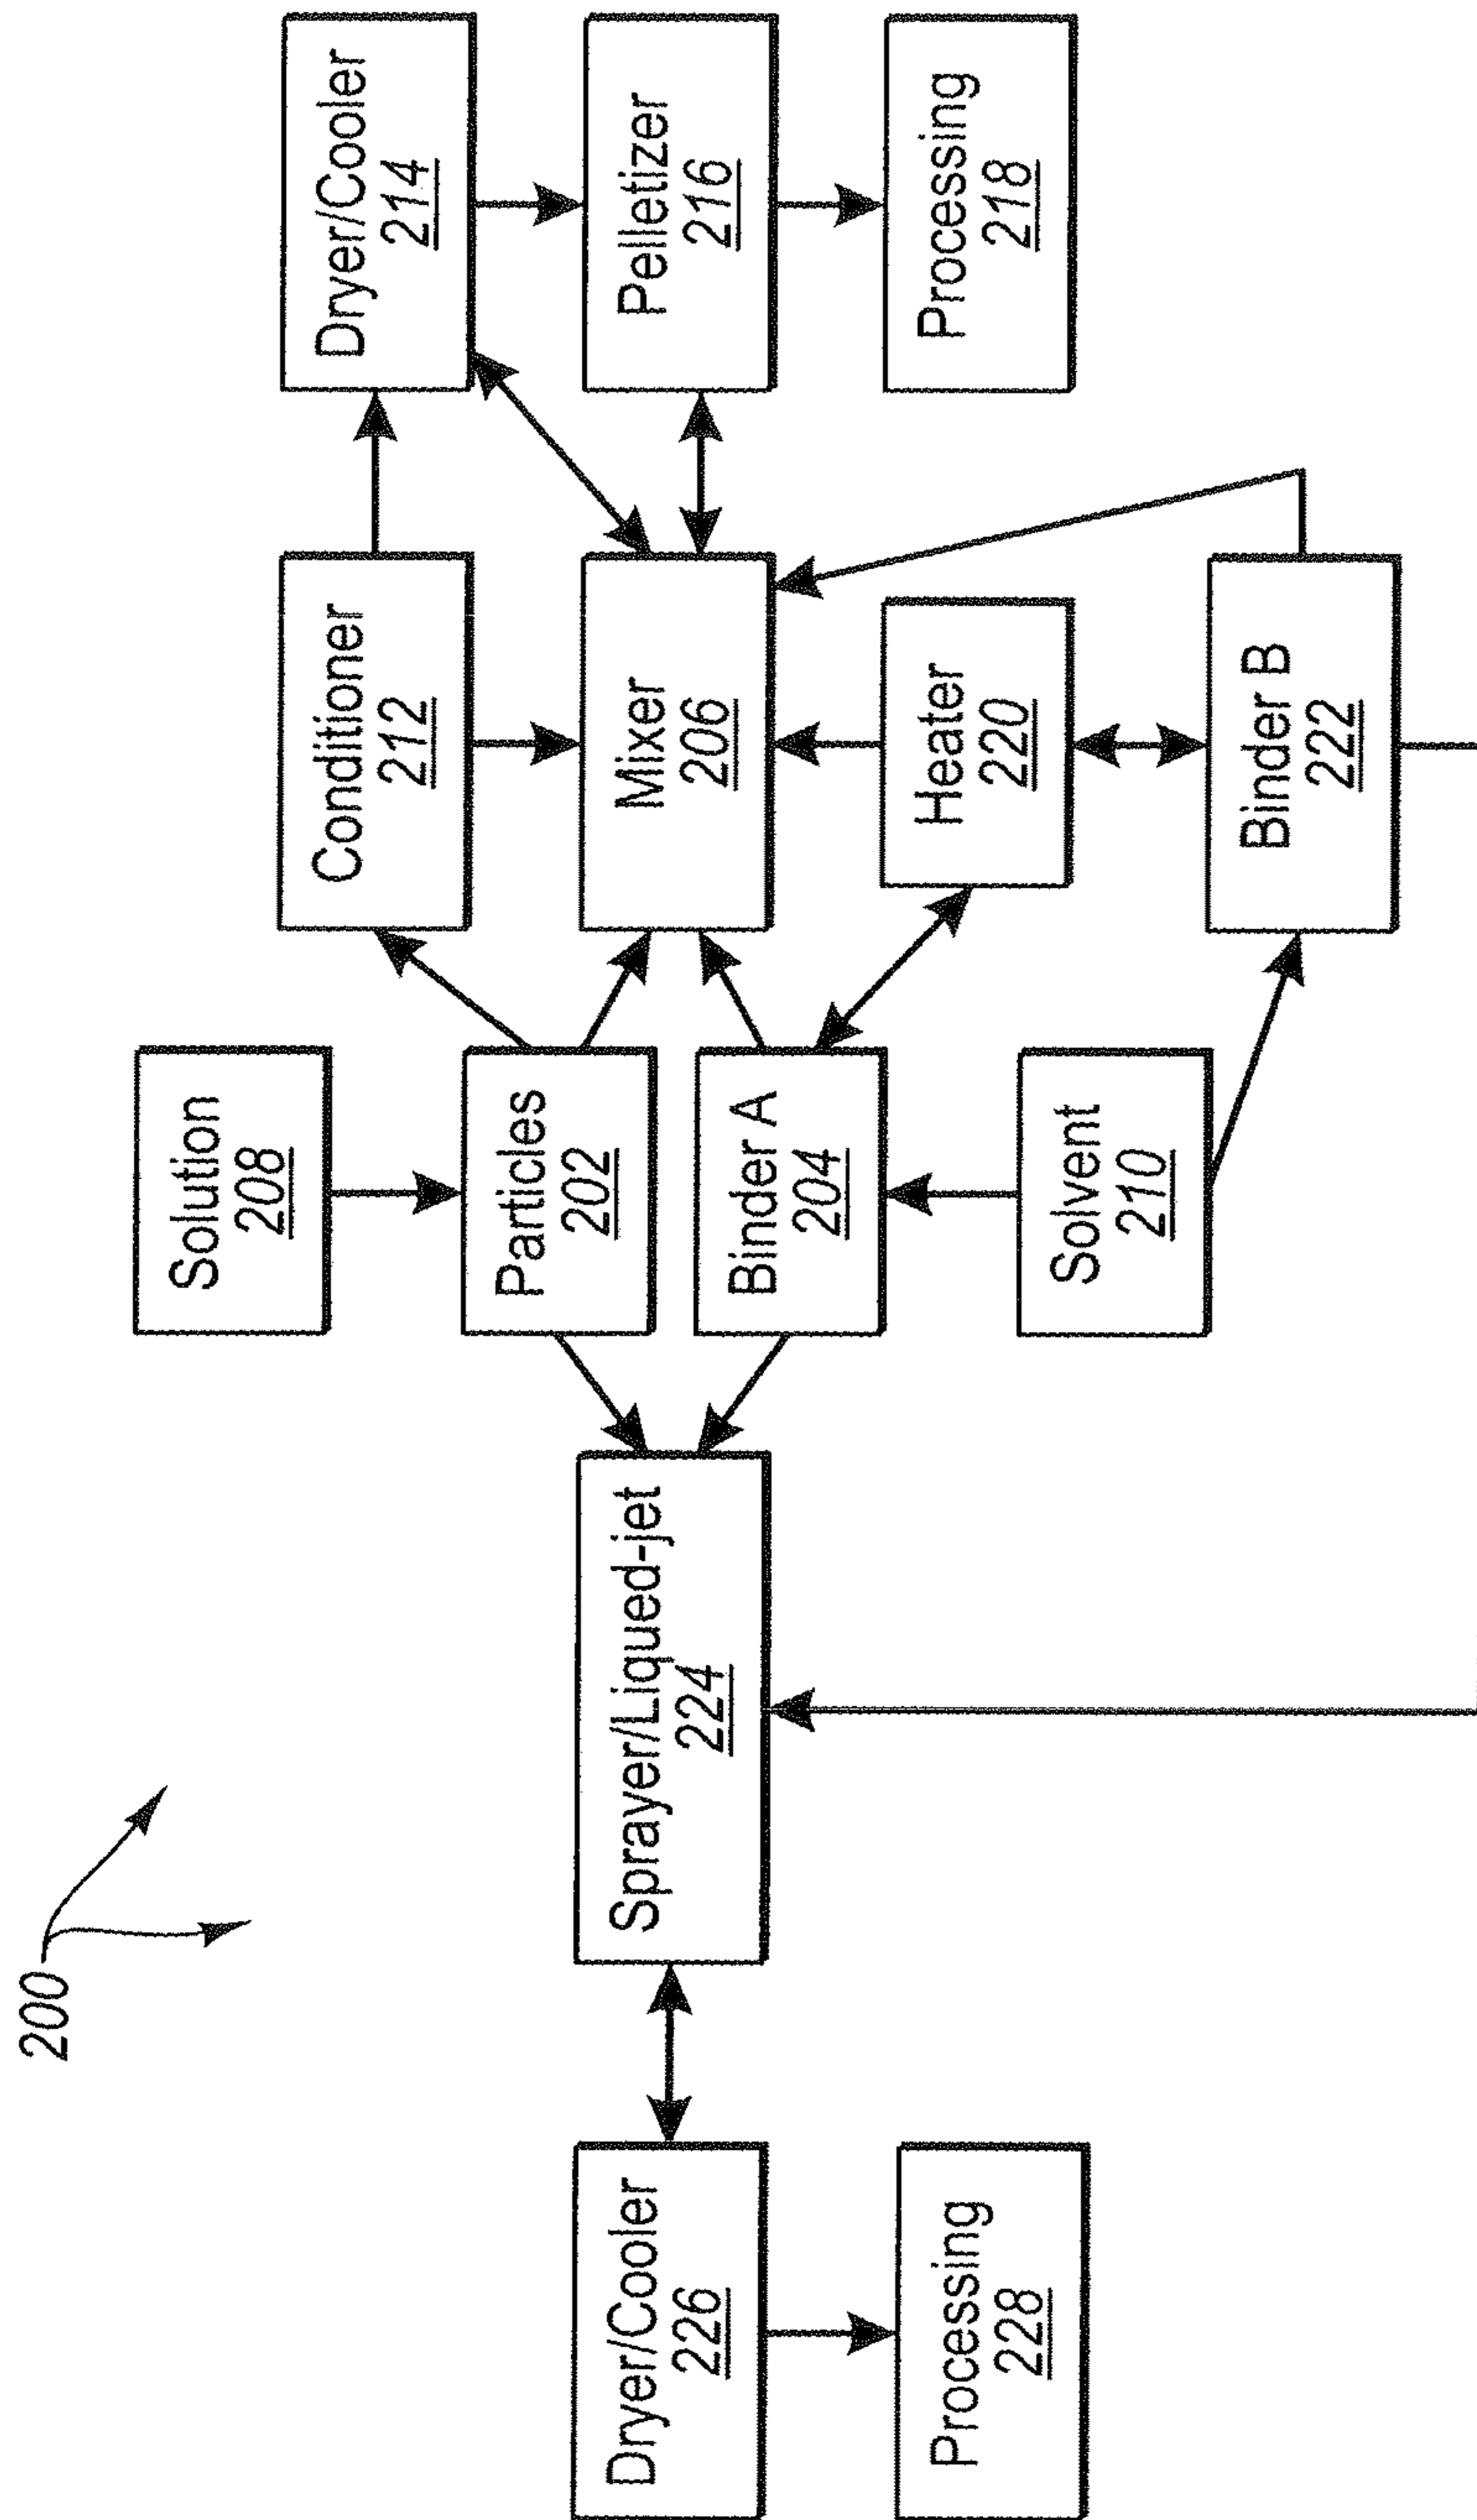 200
Solution
208
Conditioner
212
Dryer/Cooler
214
Particles
202
Dryer/Cooler
226
Sprayer/Liqued-jet
224
Mixer
206
Pelletizer
216
Binder A
204
Processing
228
Heater
220
Processing
218
Solvent
210
Binder B
222